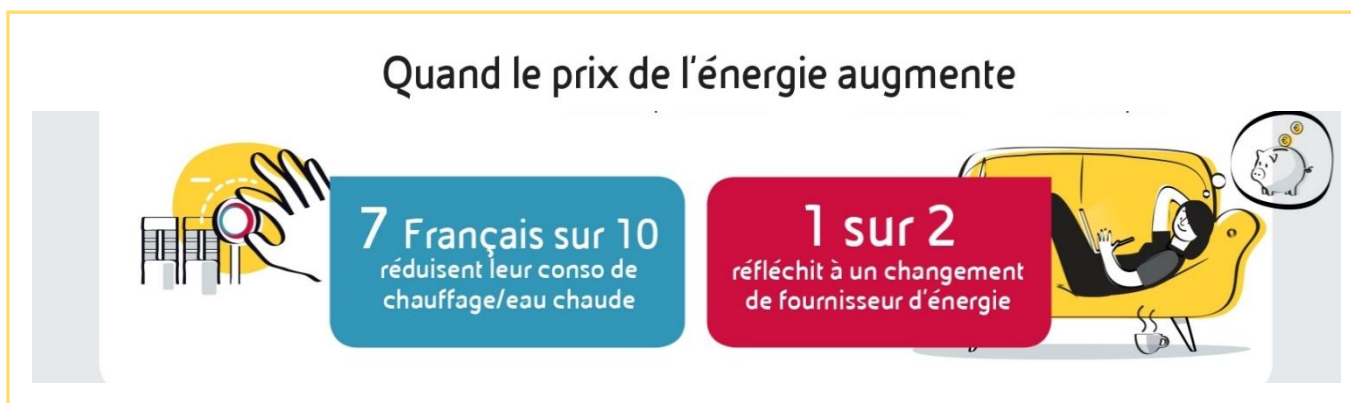 Quand le prix de l'énergie augmente
7 Français sur 10
réduisent leur conso de
chauffage/eau chaude
1 sur 2
réfléchit à un changement
de fournisseur d'énergie